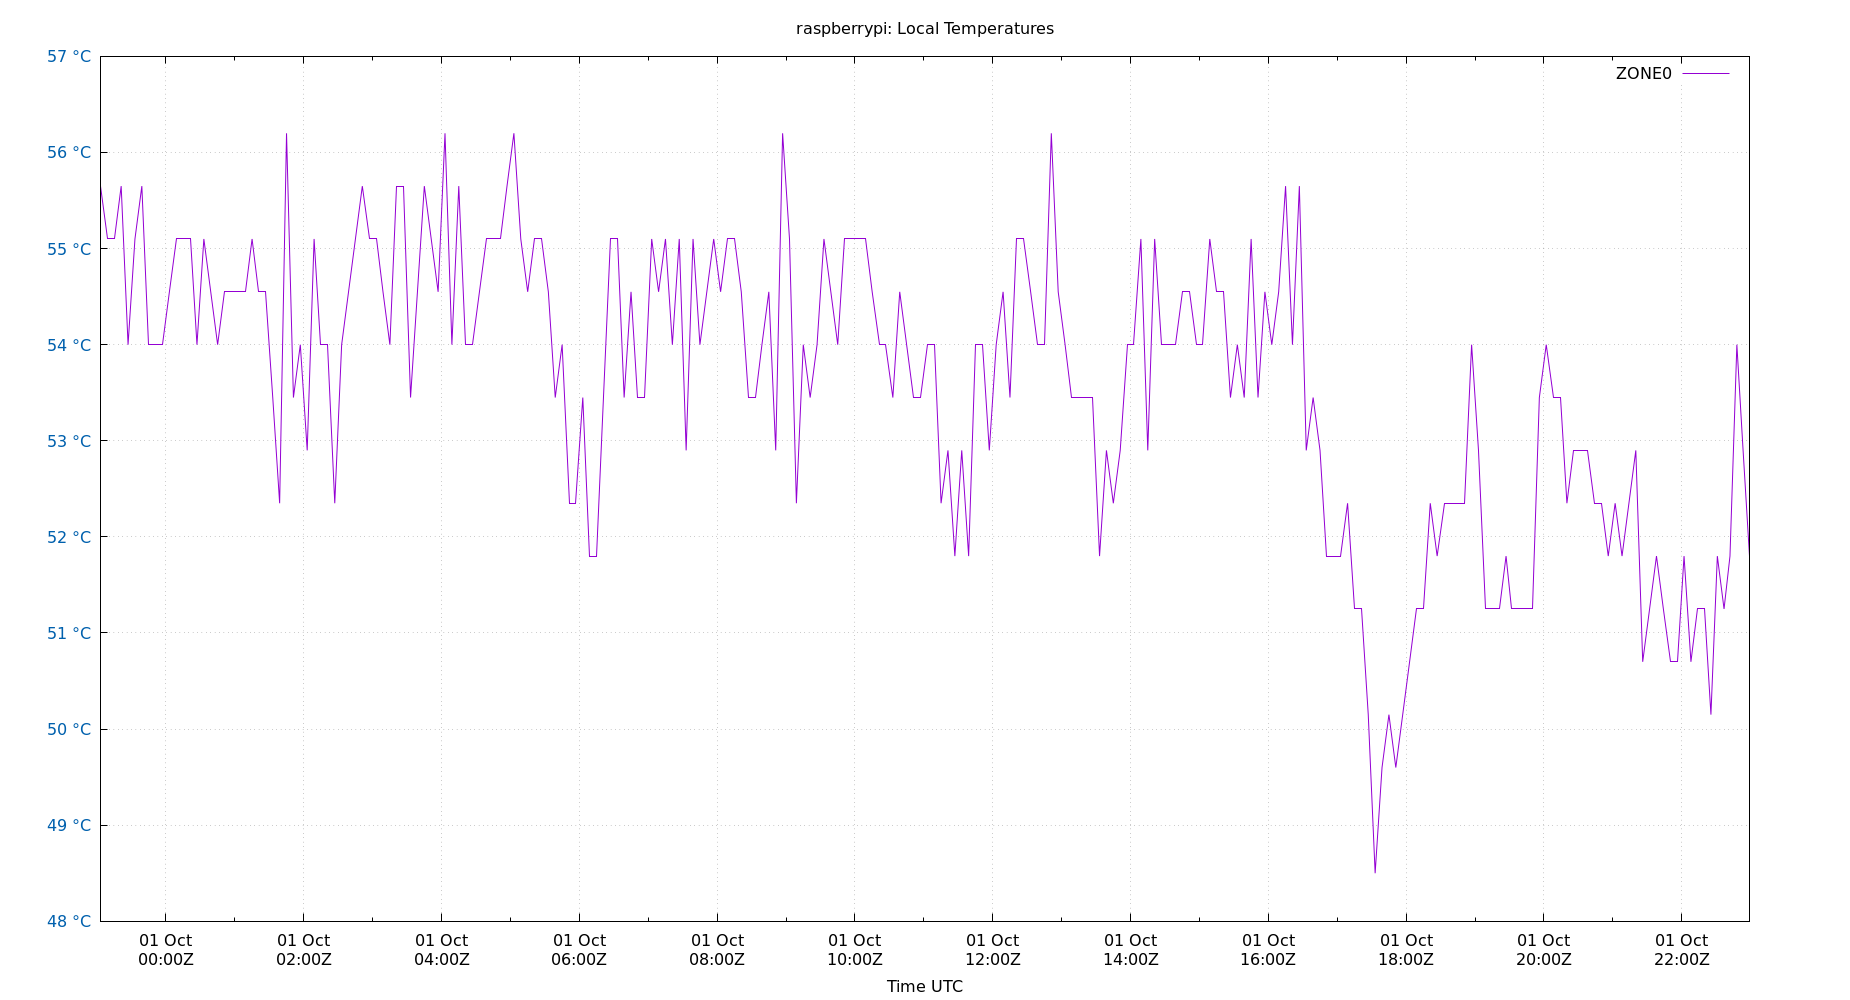 raspberrypi: Local Temperatures
57 °C
ZONE0
56 °C
55 °C
54 °C
53 °C
52 °C
51 °C
50 °C
49 °C
48 °C
01 Oct 01 Oct 01 Oct 01 Oct 01 Oct 01 Oct 01 Oct 01 Oct 01 Oct 01 Oct 01 Oct 01 Oct
00:00Z 02:00Z 04:00Z 06:00Z 08:00Z 10:00Z 12:00Z 14:00Z 16:00Z 18:00Z 20:00Z 22:00Z
Time UTC